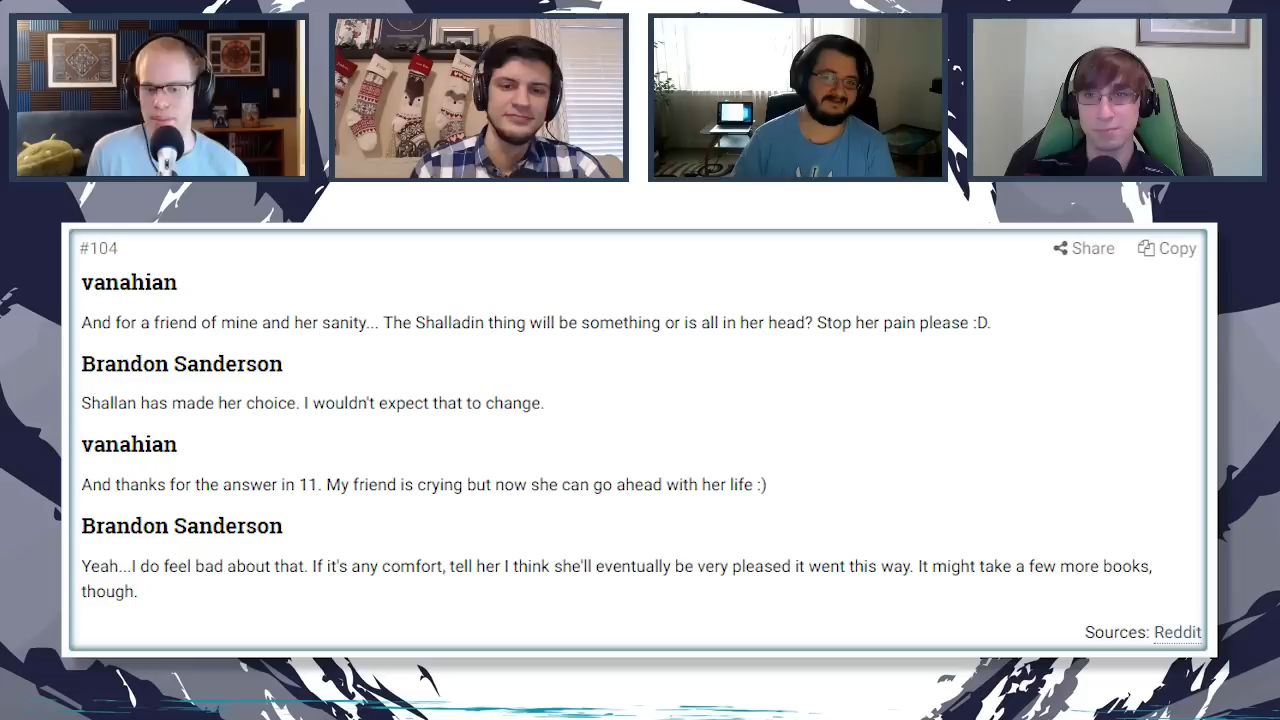 #104
Share
Copy
vanahian
And for a friend of mine and her sanity... The Shalladin thing will be something or is all in her head? Stop her pain please :D.
Brandon Sanderson
Shallan has made her choice. I wouldn't expect that to change.
vanahian
And thanks for the answer in 11. My friend is crying but now she can go ahead with her life :)
Brandon Sanderson
Yeah...I do feel bad about that. If it's any comfort, tell her I think she'll eventually be very pleased it went this way. It might take a few more books,
though.
Sources: Reddit